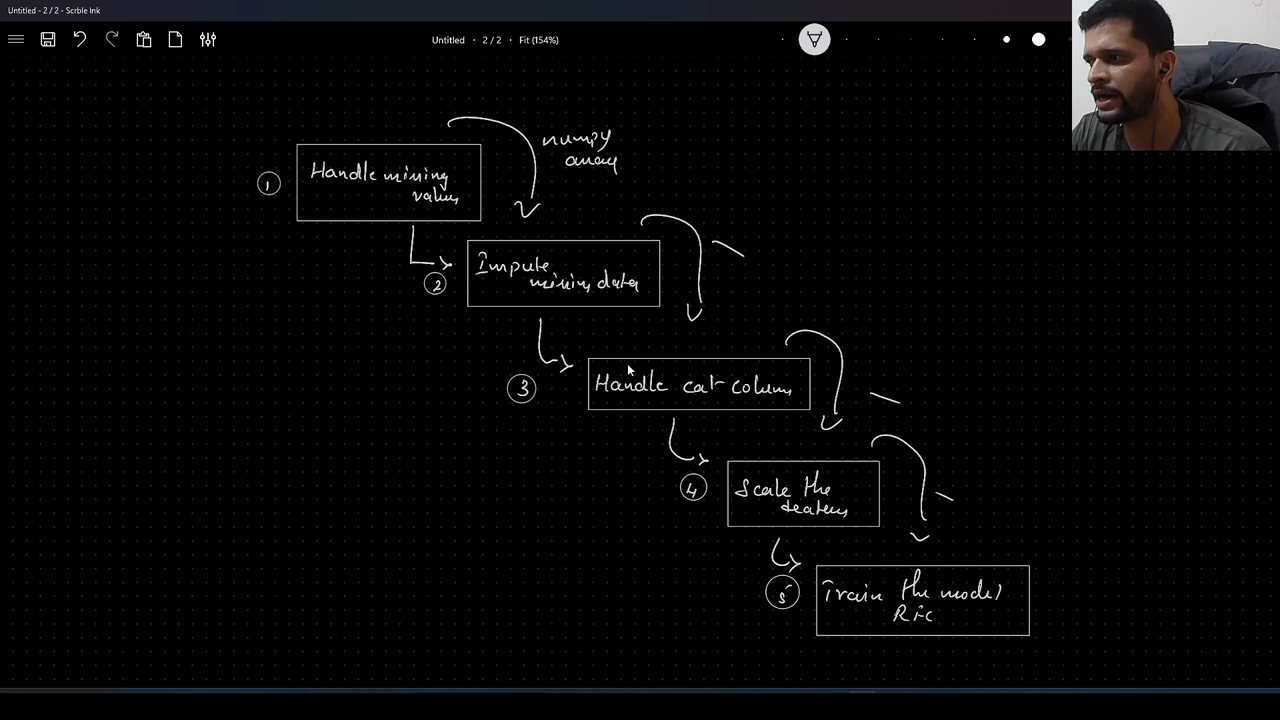 Untitled - 2 / 2 - Scrble Ink
Untitled • 2 / 2 • Fit (154%)
numpy
array
1
Handle missing
values
2
Impute
missing data
3
Handle cat- column
4
Scale the
features
5
Train the model
RFC